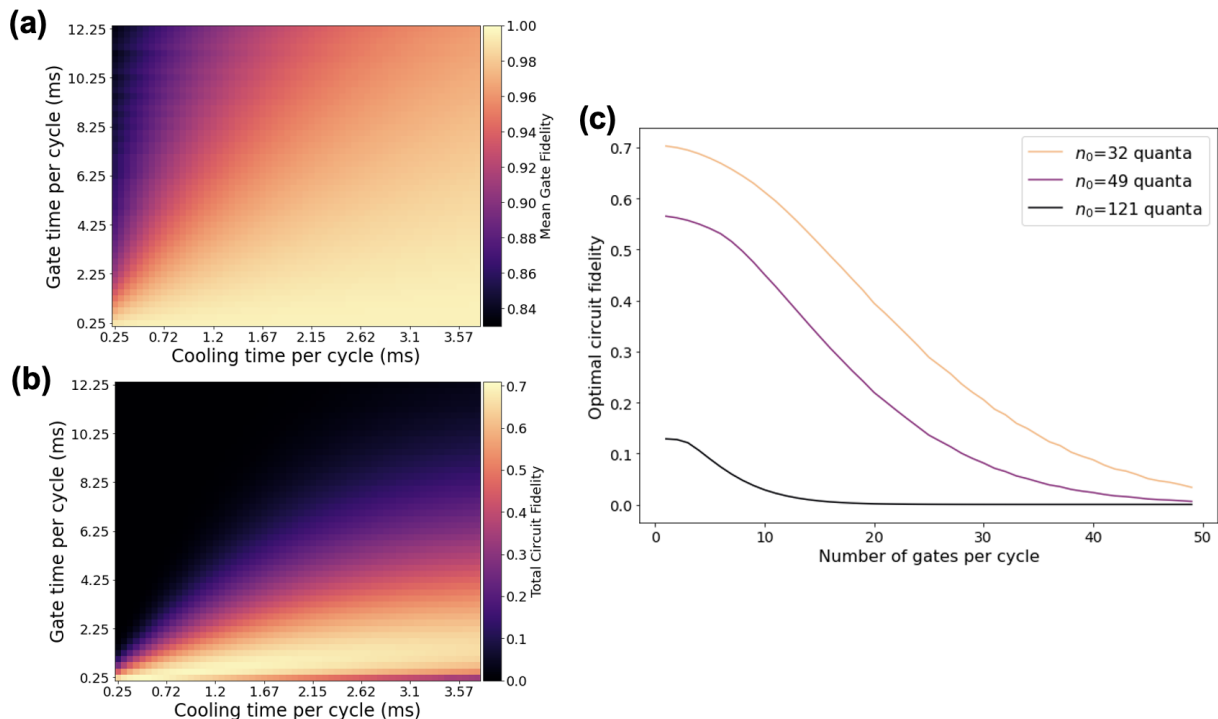 (a)
12.25
10.25
8.25
6.25
4.25
2.25
0.25
Gate time per cycle (ms)
0.25 0.72 1.2 1.67 2.15 2.62 3.1 3.57
Cooling time per cycle (ms)
1.00
0.98
0.96
0.94
0.92
0.90
0.88
0.86
0.84
Mean Gate Fidelity
(b)
12.25
10.25
8.25
6.25
4.25
2.25
0.25
Gate time per cycle (ms)
0.25 0.72 1.2 1.67 2.15 2.62 3.1 3.57
Cooling time per cycle (ms)
0.7
0.6
0.5
0.4
0.3
0.2
0.1
0.0
Total Circuit Fidelity
(c)
0.7
0.6
0.5
0.4
0.3
0.2
0.1
0.0
Optimal circuit fidelity
n₀=32 quanta
n₀=49 quanta
n₀=121 quanta
0 10 20 30 40 50
Number of gates per cycle